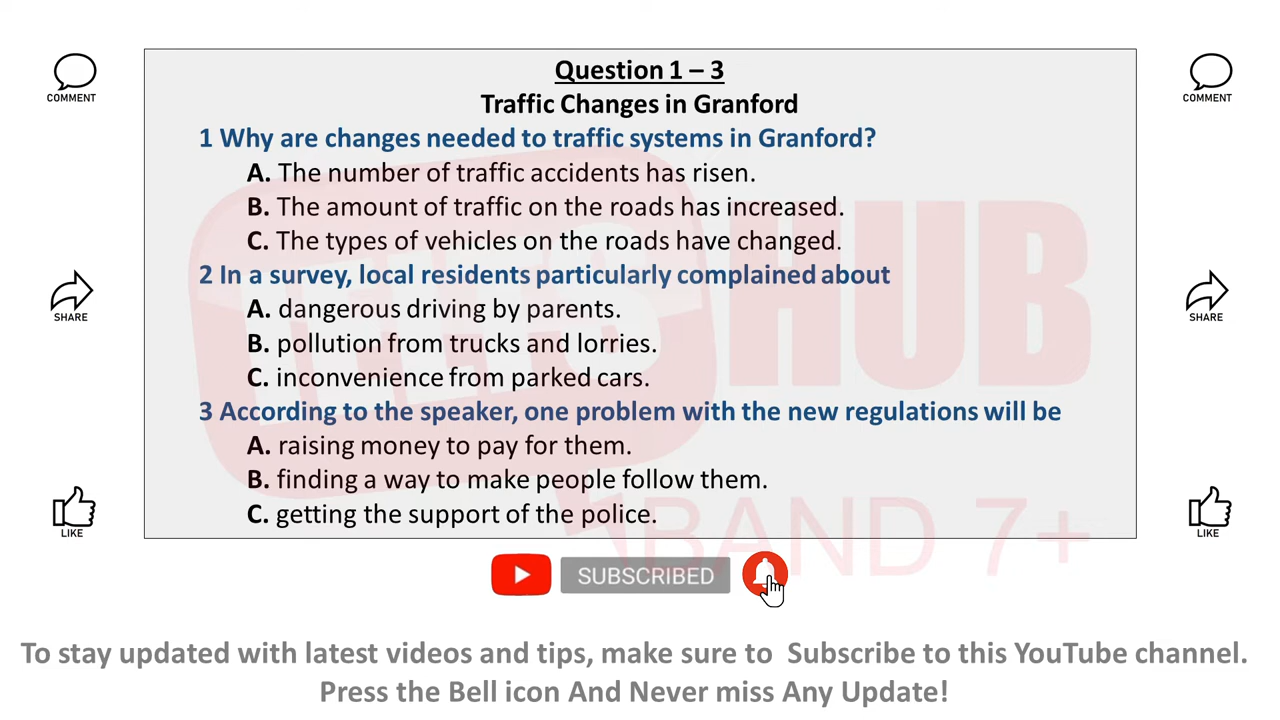 COMMENT
COMMENT
Question 1 – 3
Traffic Changes in Granford
1 Why are changes needed to traffic systems in Granford?
A. The number of traffic accidents has risen.
B. The amount of traffic on the roads has increased.
C. The types of vehicles on the roads have changed.
2 In a survey, local residents particularly complained about
A. dangerous driving by parents.
B. pollution from trucks and lorries.
C. inconvenience from parked cars.
SHARE
SHARE
3 According to the speaker, one problem with the new regulations will be
A. raising money to pay for them.
B. finding a way to make people follow them.
C. getting the support of the police.
LIKE
LIKE
IELTS HUB
BAND 7+
SUBSCRIBED
To stay updated with latest videos and tips, make sure to Subscribe to this YouTube channel.
Press the Bell icon And Never miss Any Update!